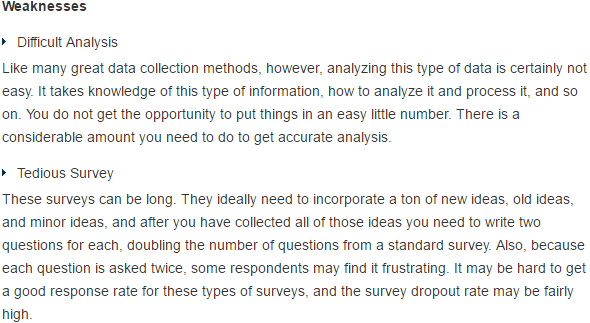 Weaknesses
Difficult Analysis
Like many great data collection methods, however, analyzing this type of data is certainly not
easy. It takes knowledge of this type of information, how to analyze it and process it, and so
on. You do not get the opportunity to put things in an easy little number. There is a
considerable amount you need to do to get accurate analysis.
Tedious Survey
These surveys can be long. They ideally need to incorporate a ton of new ideas, old ideas,
and minor ideas, and after you have collected all of those ideas you need to write two
questions for each, doubling the number of questions from a standard survey. Also, because
each question is asked twice, some respondents may find it frustrating. It may be hard to get
a good response rate for these types of surveys, and the survey dropout rate may be fairly
high.